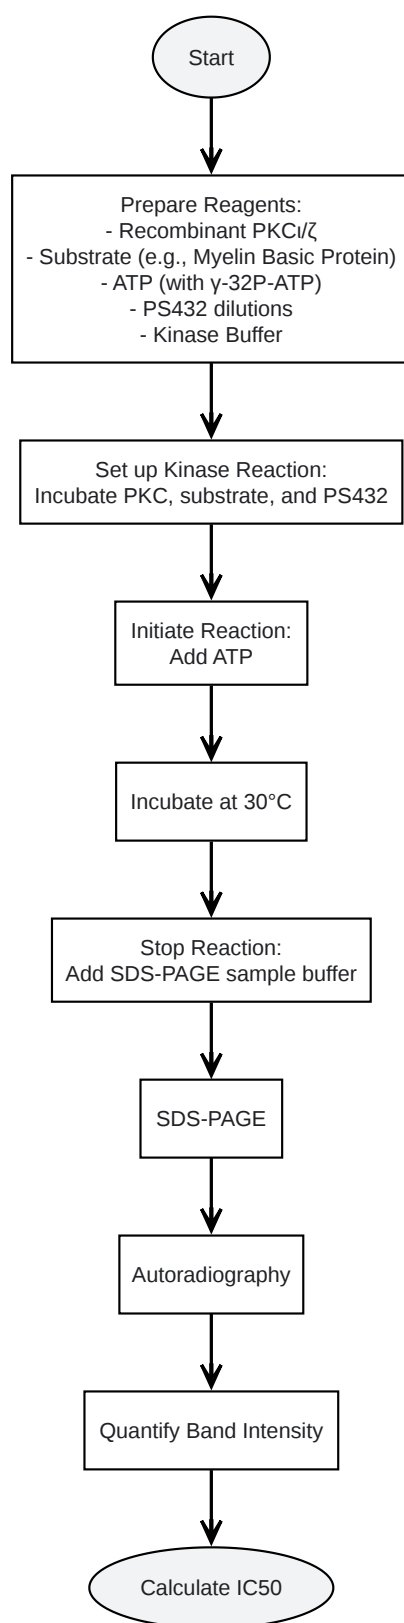 Start
Prepare Reagents:
- Recombinant PKCι/ζ
- Substrate (e.g., Myelin Basic Protein)
- ATP (with γ-32P-ATP)
- PS432 dilutions
- Kinase Buffer
Set up Kinase Reaction:
Incubate PKC, substrate, and PS432
Initiate Reaction:
Add ATP
Incubate at 30°C
Stop Reaction:
Add SDS-PAGE sample buffer
SDS-PAGE
Autoradiography
Quantify Band Intensity
Calculate IC50